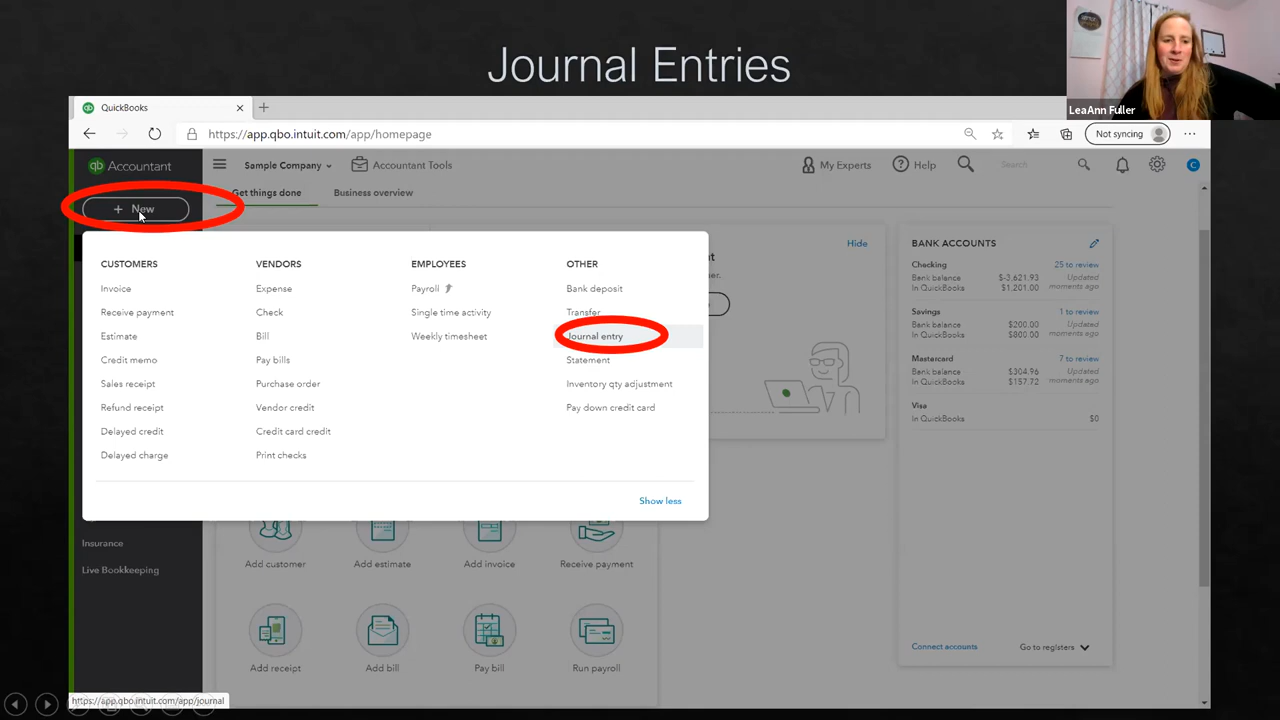 Journal Entries
LeaAnn Fuller
QuickBooks
https://app.qbo.intuit.com/app/homepage
Not syncing
qb Accountant
Sample Company
Accountant Tools
My Experts
Help
Search
C
+ New
Get things done
Business overview
CUSTOMERS
Invoice
Receive payment
Estimate
Credit memo
Sales receipt
Refund receipt
Delayed credit
Delayed charge
VENDORS
Expense
Check
Bill
Pay bills
Purchase order
Vendor credit
Credit card credit
Print checks
EMPLOYEES
Payroll
Single time activity
Weekly timesheet
OTHER
Bank deposit
Transfer
Journal entry
Statement
Inventory qty adjustment
Pay down credit card
Show less
Hide
BANK ACCOUNTS
Checking 25 to review
Bank balance $-3,621.93 Updated
In QuickBooks $1,201.00 moments ago
Savings 1 to review
Bank balance $200.00 Updated
In QuickBooks $800.00 moments ago
Mastercard 7 to review
Bank balance $304.96 Updated
In QuickBooks $157.72 moments ago
Visa
In QuickBooks $0
Connect accounts
Go to registers
Insurance
Live Bookkeeping
Add customer
Add estimate
Add invoice
Receive payment
Add receipt
Add bill
Pay bill
Run payroll
https://app.qbo.intuit.com/app/journal